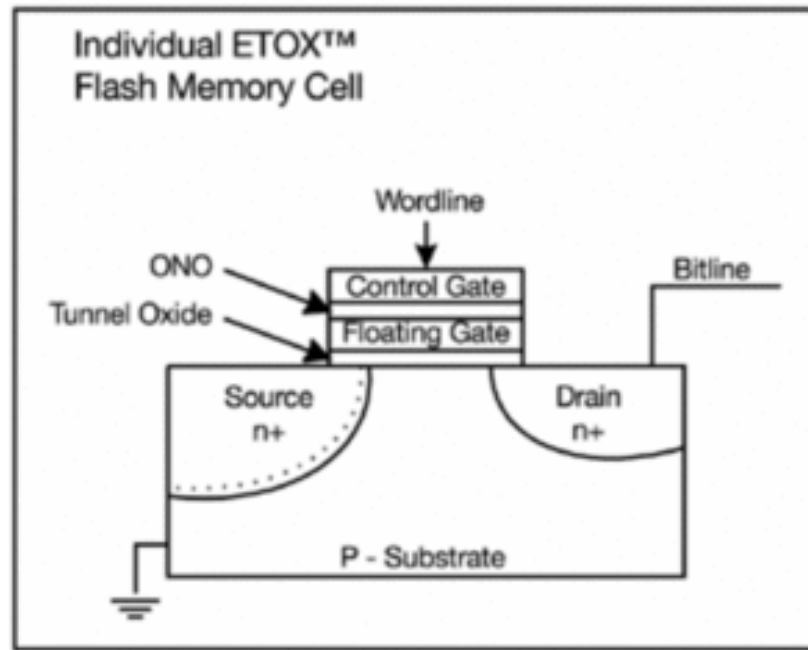 Individual ETOX™
Flash Memory Cell
Wordline
ONO
Control Gate
Bitline
Tunnel Oxide
Floating Gate
Source
n+
Drain
n+
P - Substrate